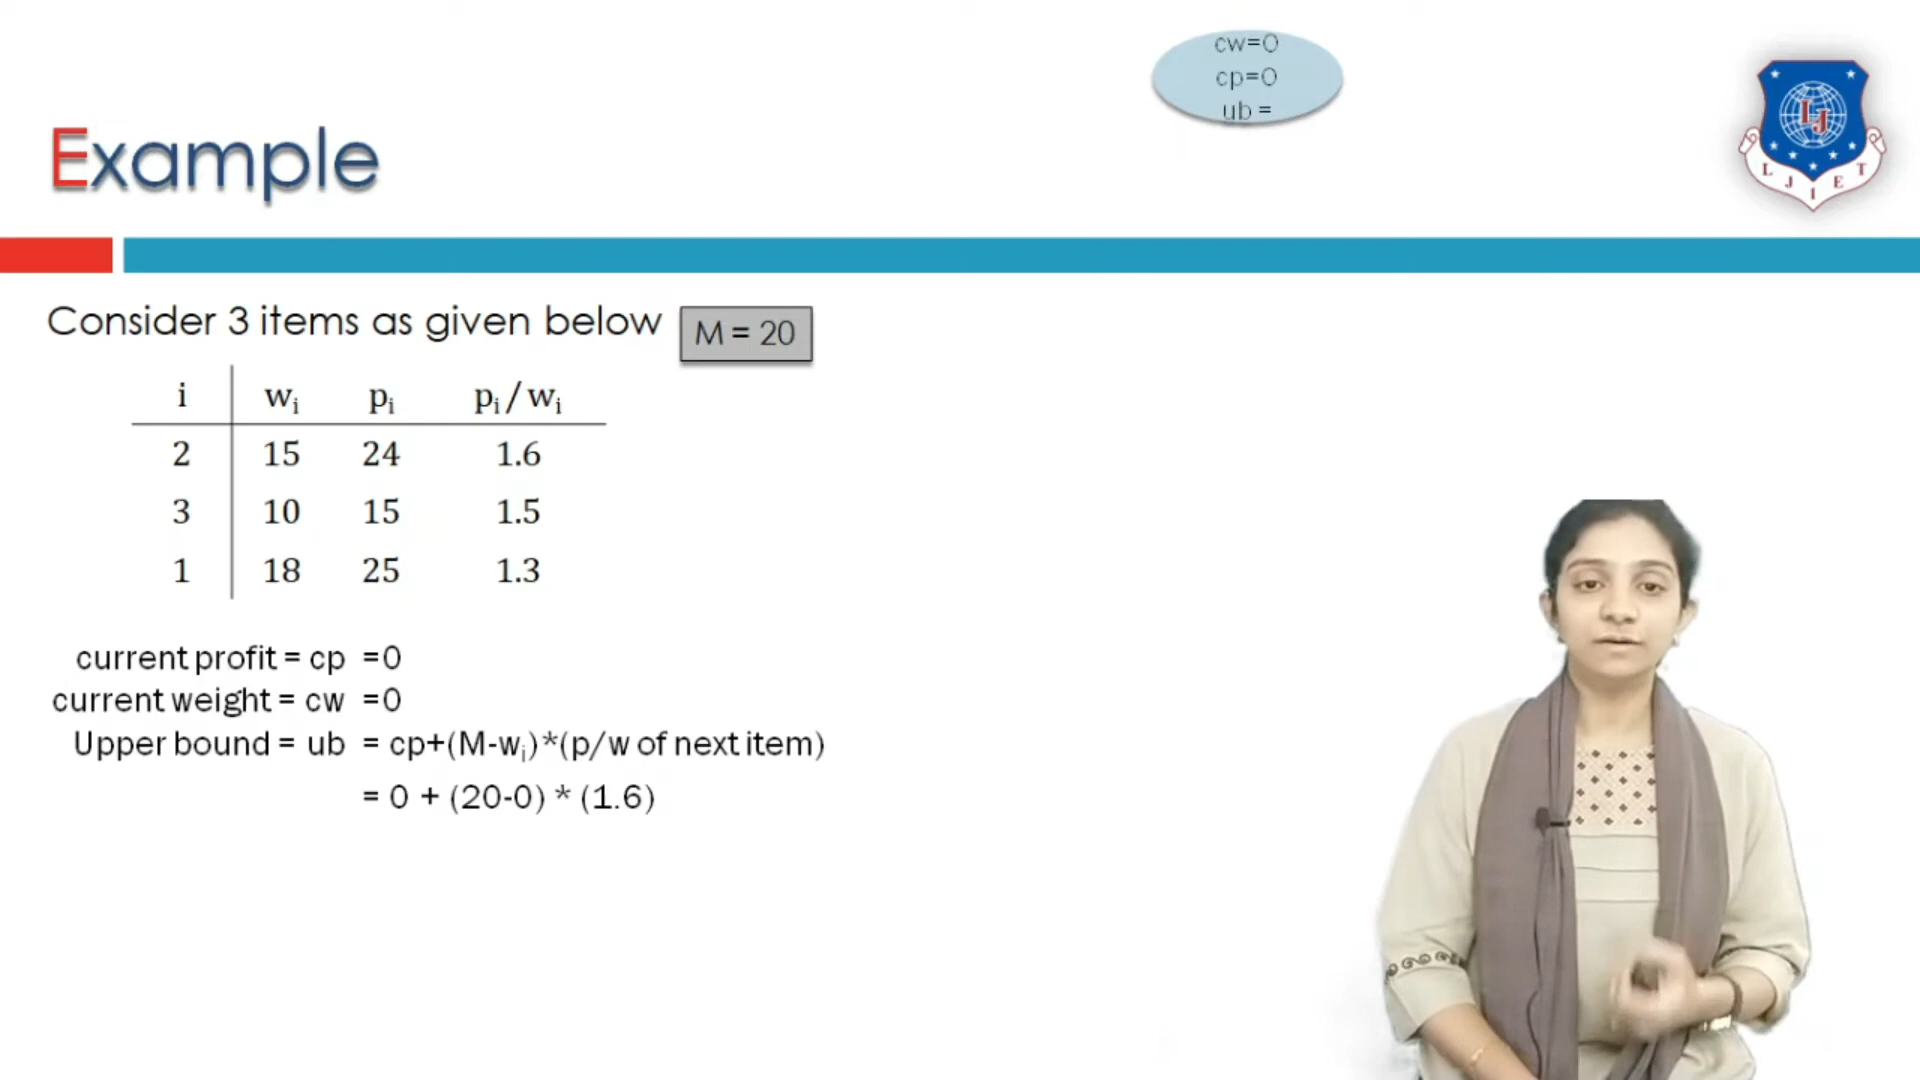 cw=0
cp=0
ub =
Example
L J I E T
LJ
Consider 3 items as given below
M = 20
i wᵢ pᵢ pᵢ / wᵢ
2 15 24 1.6
3 10 15 1.5
1 18 25 1.3
current profit = cp =0
current weight = cw =0
Upper bound = ub = cp+(M-wᵢ)*(p/w of next item)
= 0 + (20-0) * (1.6)